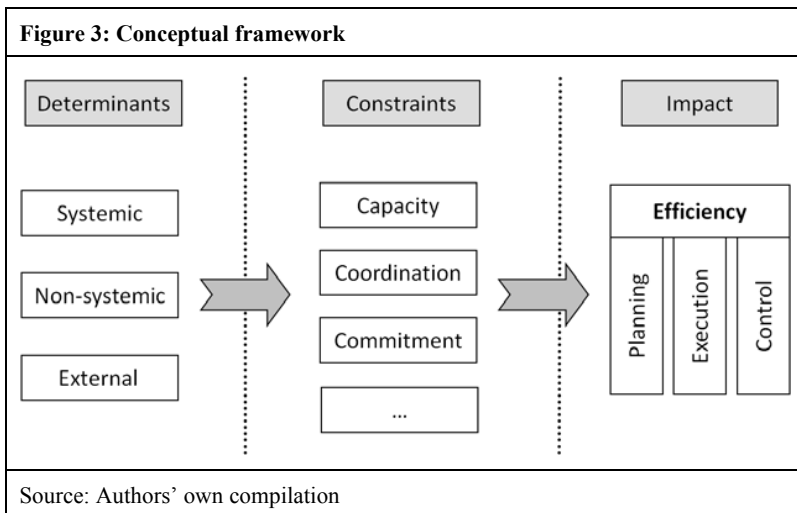 Figure 3: Conceptual framework
Determinants
Constraints
Impact
Systemic
Non-systemic
External
Capacity
Coordination
Commitment
...
Efficiency
Planning
Execution
Control
Source: Authors’ own compilation